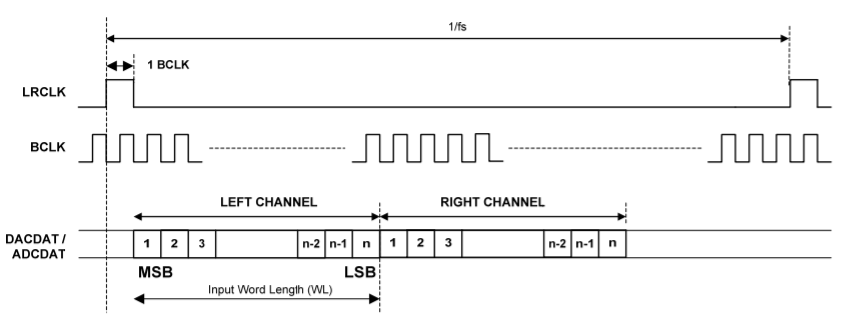 1/fs
1 BCLK
LRCLK
BCLK
LEFT CHANNEL
RIGHT CHANNEL
DACDAT /
ADCDAT
1 2 3 n-2 n-1 n 1 2 3 n-2 n-1 n
MSB
LSB
Input Word Length (WL)